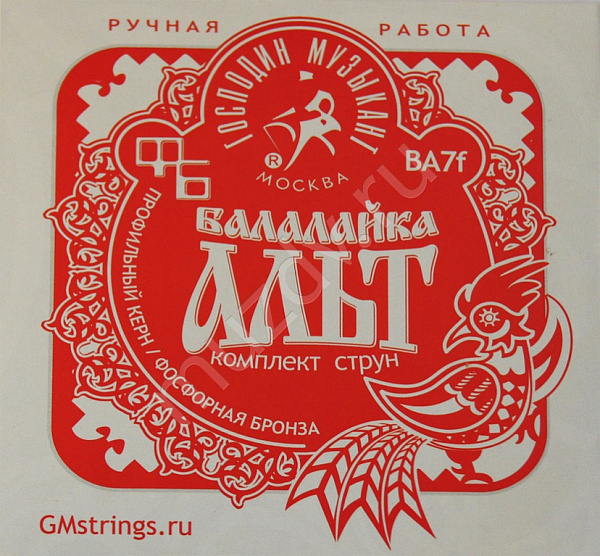 РУЧНАЯ РАБОТА
ГОСПОДИН МУЗЫКАНТ
®
МОСКВА
ФБ
BA7f
БАЛАЛАЙКА
АЛЬТ
КОМПЛЕКТ СТРУН
ПРОФИЛЬНЫЙ КЕРН / ФОСФОРНАЯ БРОНЗА
GMstrings.ru